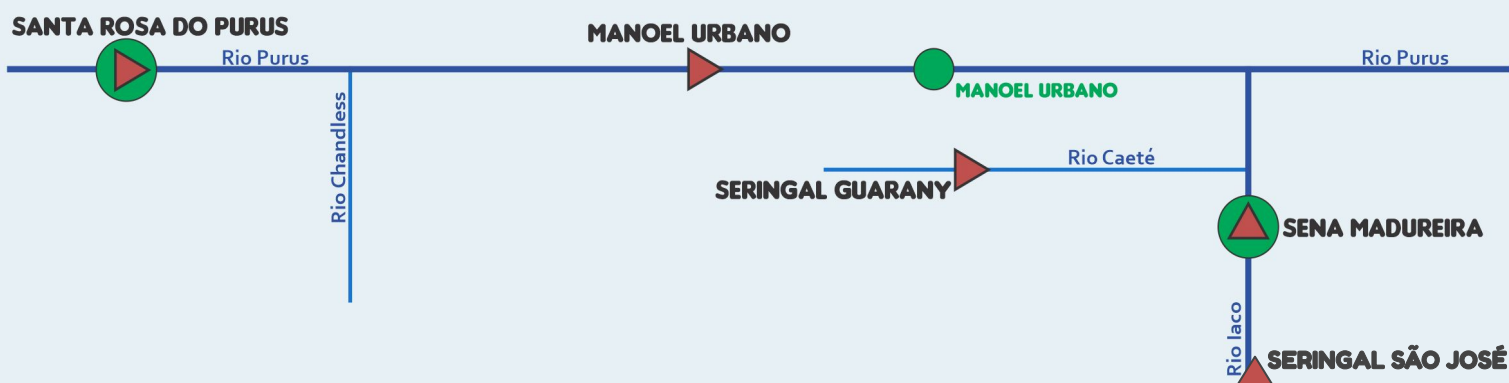 SANTA ROSA DO PURUS
MANOEL URBANO
Rio Purus
Rio Purus
MANOEL URBANO
Rio Chandless
Rio Caeté
SERINGAL GUARANY
SENA MADUREIRA
Rio Iaco
SERINGAL SÃO JOSÉ